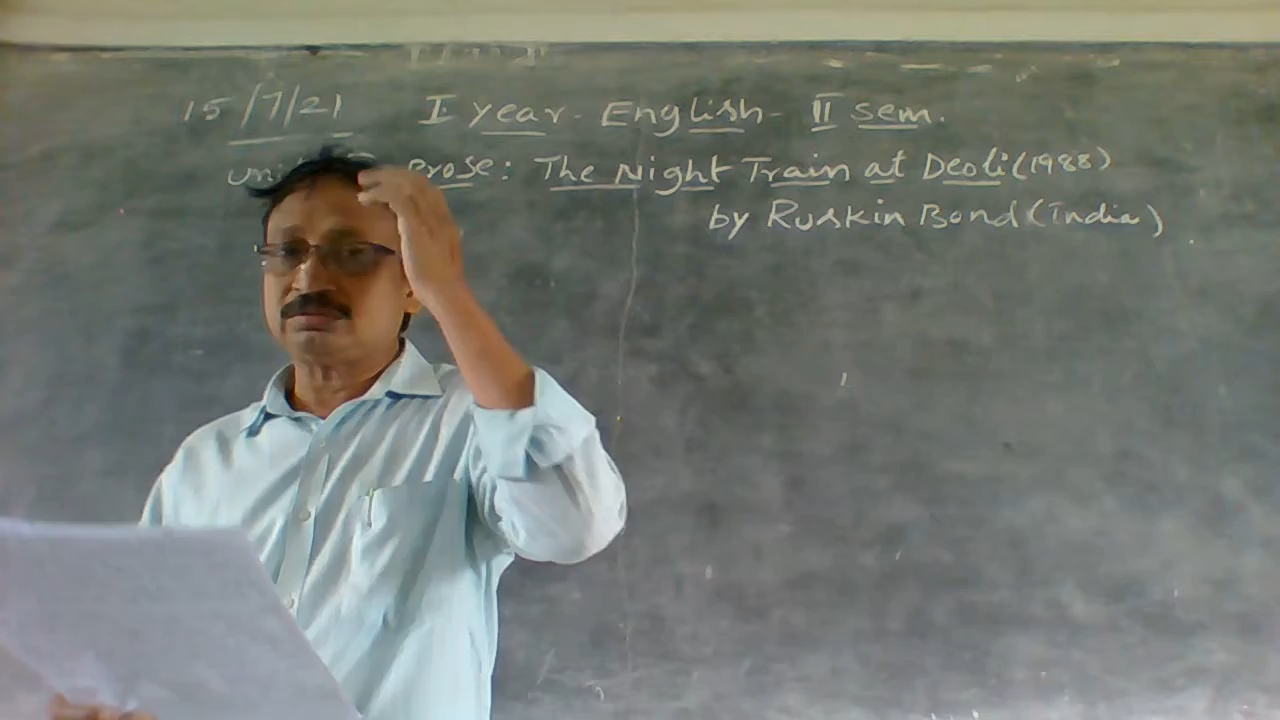 15/7/21 I year - English - II sem.
Prose: The Night Train at Deoli (1988)
by Ruskin Bond (India)